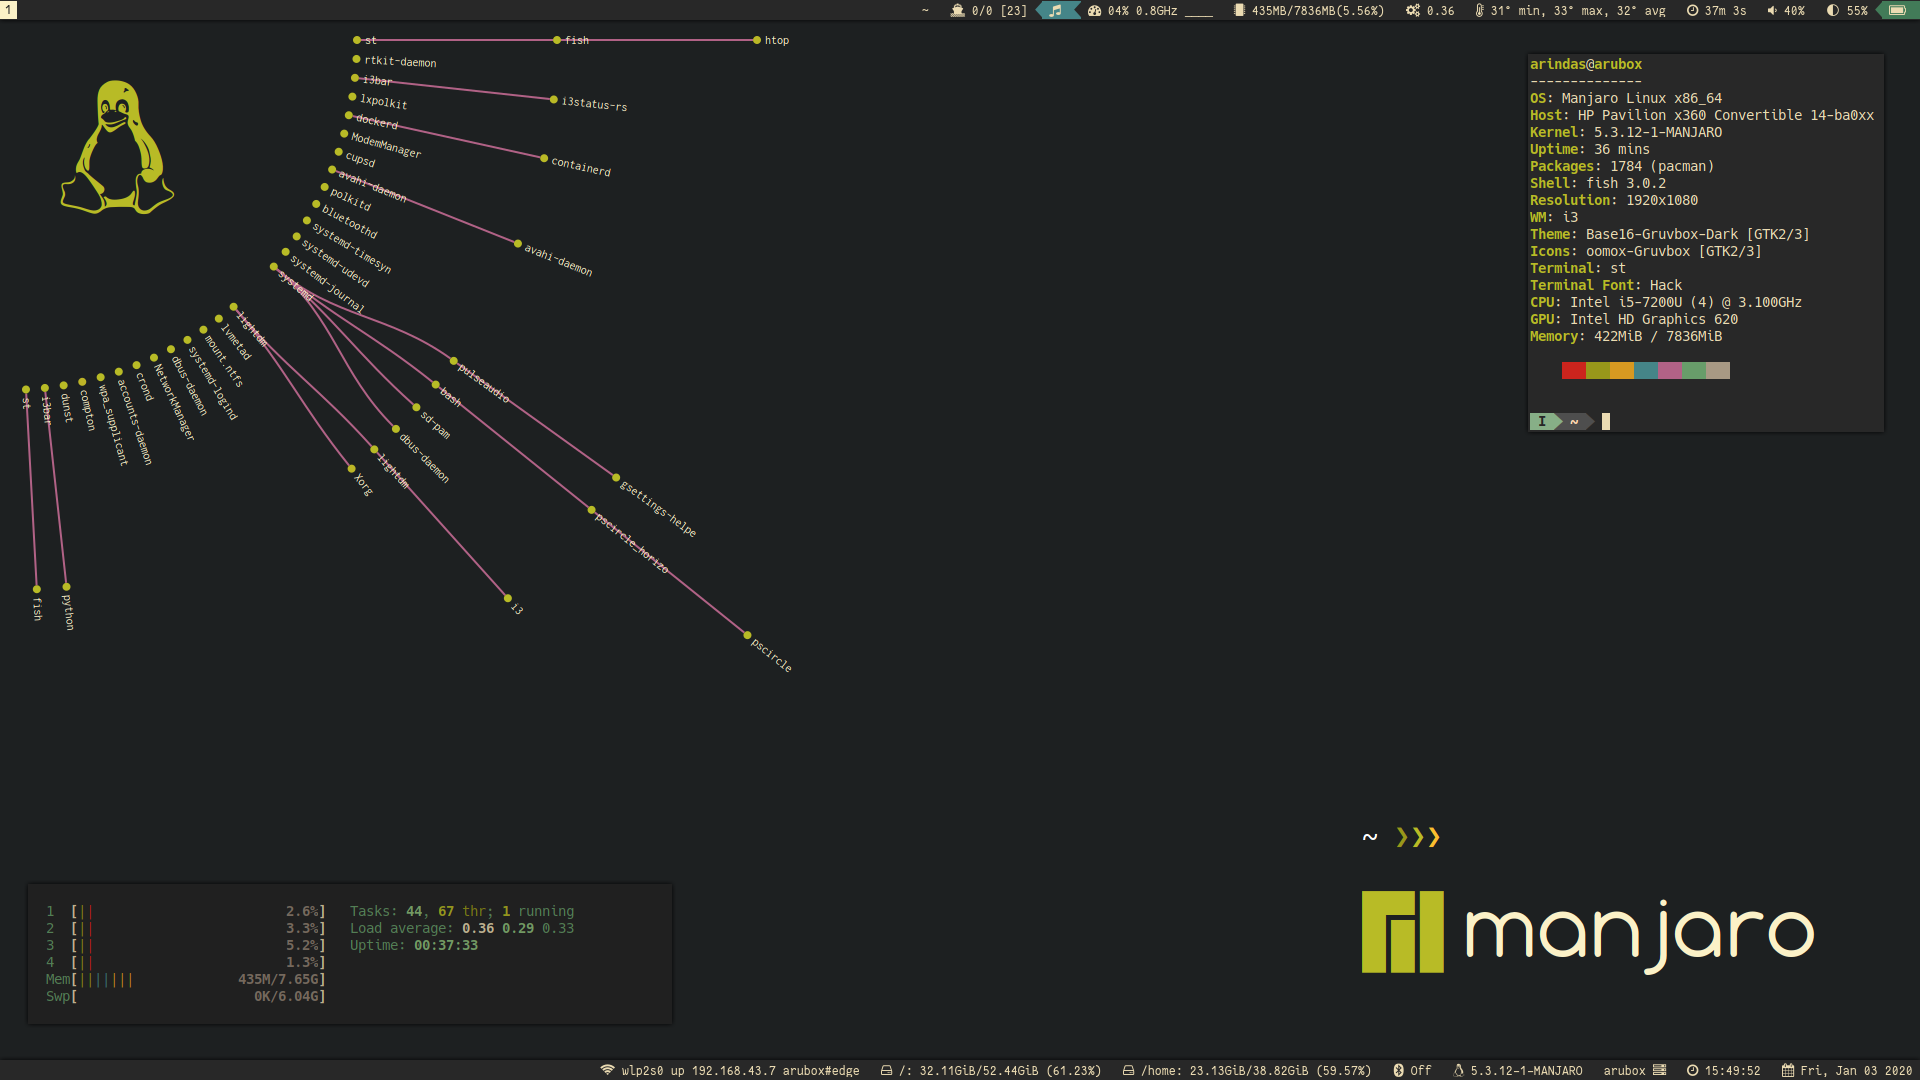 1
~ 0/0 [23] 04% 0.8GHz ____ 435MB/7836MB(5.56%) 0.36 31° min, 33° max, 32° avg 37m 3s 40% 55%
st fish htop
rtkit-daemon
i3bar i3status-rs
lxpolkit
dockerd containerd
ModemManager
cupsd
avahi-daemon avahi-daemon
polkitd
bluetoothd
systemd-timesyn
systemd-udevd
systemd-journal
systemd
pulseaudio gsettings-helpe
bash pscircle_horizo pscircle
sd-pam
dbus-daemon
lightdm
lightdm i3
Xorg
lvmetad
mount.ntfs
systemd-logind
dbus-daemon
NetworkManager
crond
accounts-daemon
wpa_supplicant
compton
dunst
i3bar python
st fish
arindas@arubox
--------------
OS: Manjaro Linux x86_64
Host: HP Pavilion x360 Convertible 14-ba0xx
Kernel: 5.3.12-1-MANJARO
Uptime: 36 mins
Packages: 1784 (pacman)
Shell: fish 3.0.2
Resolution: 1920x1080
WM: i3
Theme: Base16-Gruvbox-Dark [GTK2/3]
Icons: oomox-Gruvbox [GTK2/3]
Terminal: st
Terminal Font: Hack
CPU: Intel i5-7200U (4) @ 3.100GHz
GPU: Intel HD Graphics 620
Memory: 422MiB / 7836MiB
I ~
~ ❯❯❯
manjaro
1 [|| 2.6%] Tasks: 44, 67 thr; 1 running
2 [|| 3.3%] Load average: 0.36 0.29 0.33
3 [|| 5.2%] Uptime: 00:37:33
4 [|| 1.3%]
Mem[||||||| 435M/7.65G]
Swp[ 0K/6.04G]
wlp2s0 up 192.168.43.7 arubox#edge /: 32.11GiB/52.44GiB (61.23%) /home: 23.13GiB/38.82GiB (59.57%) Off 5.3.12-1-MANJARO arubox 15:49:52 Fri, Jan 03 2020